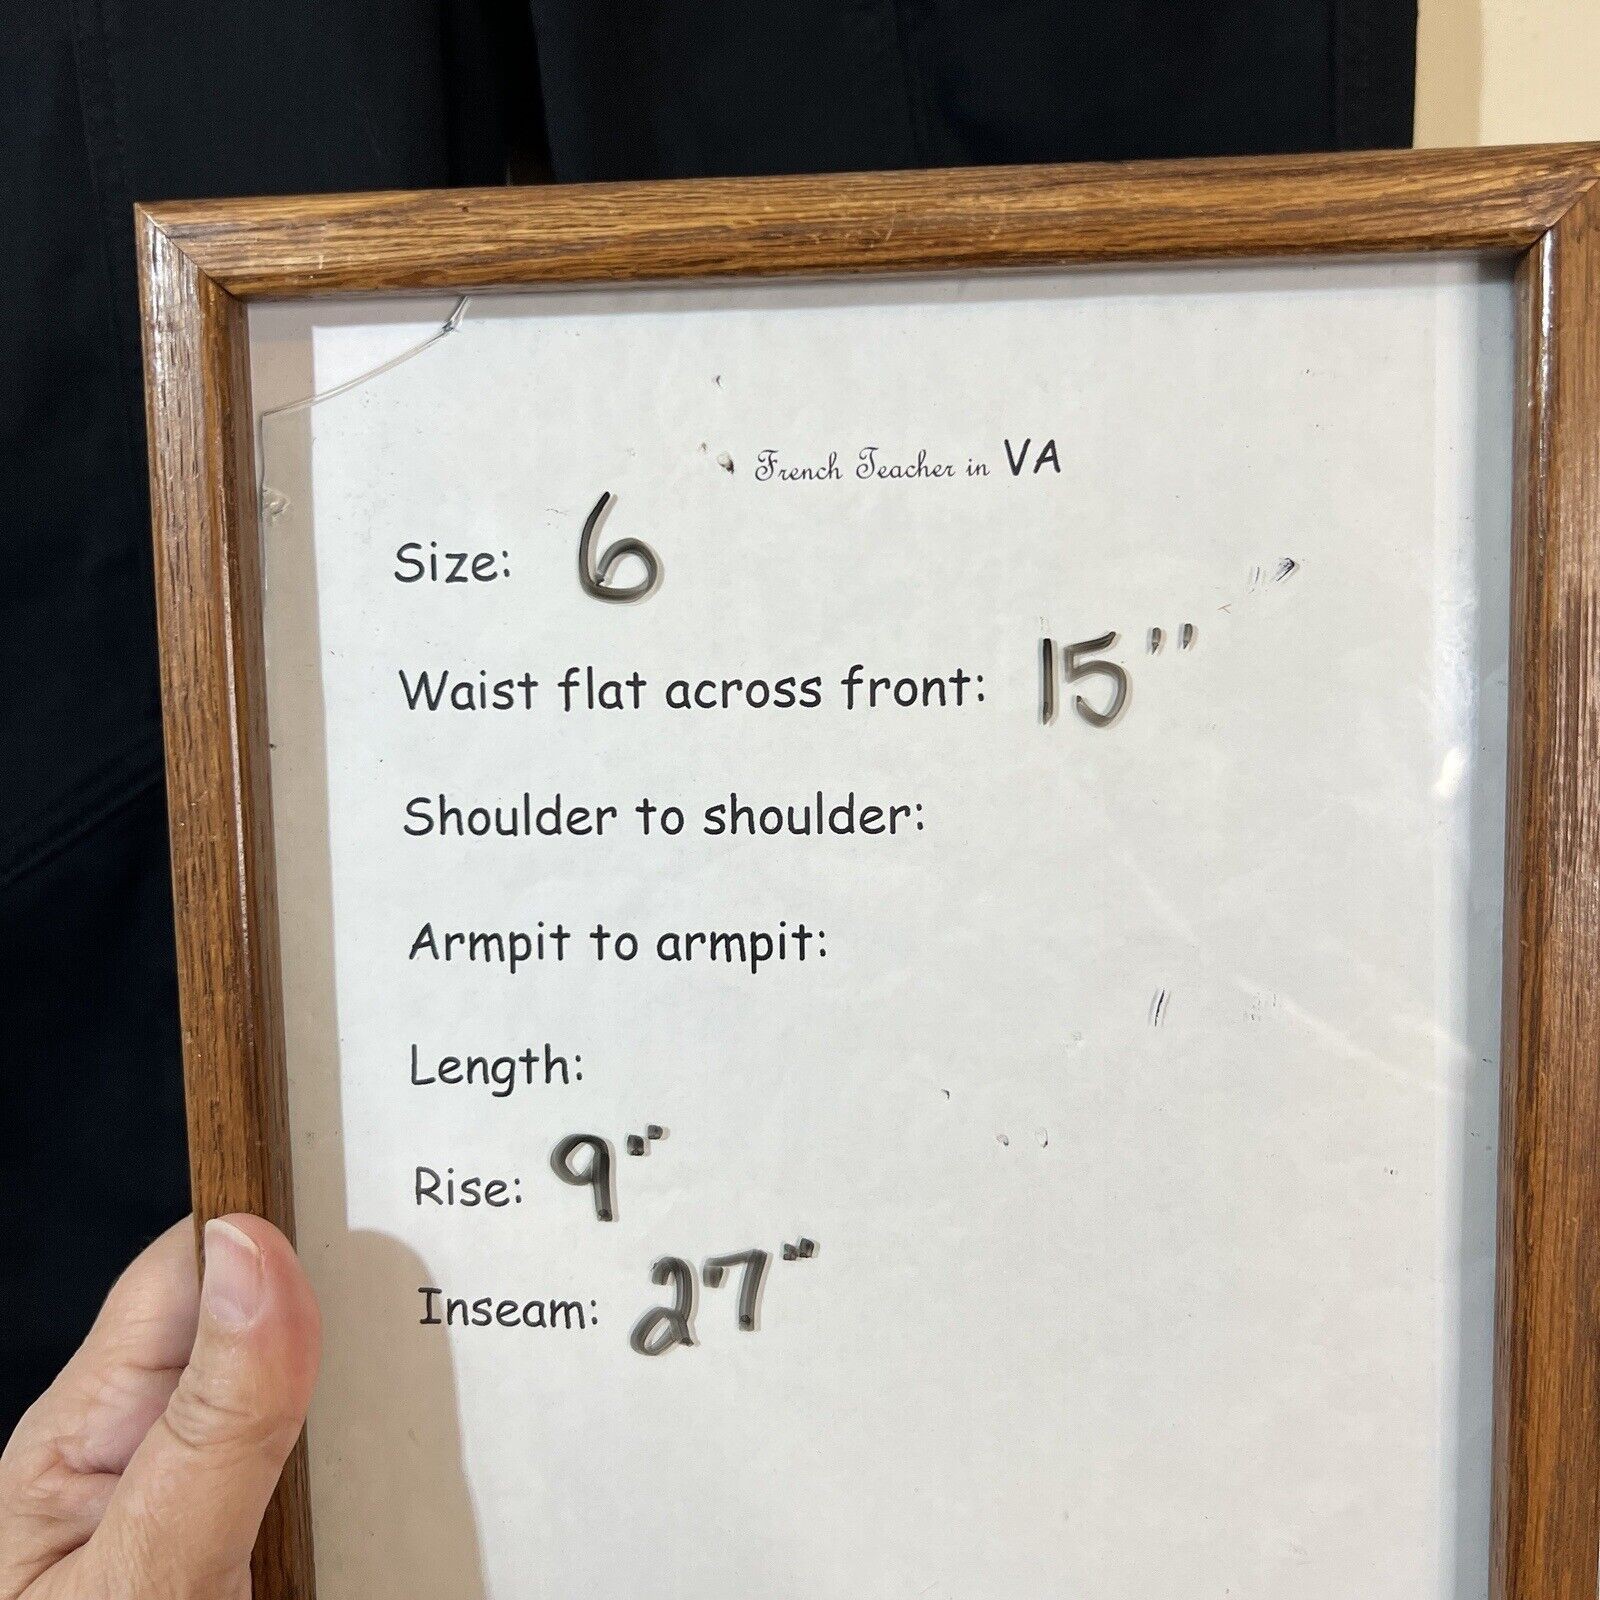 French Teacher in VA
Size: 6
Waist flat across front: 15"
Shoulder to shoulder:
Armpit to armpit:
Length:
Rise: 9"
Inseam: 27"